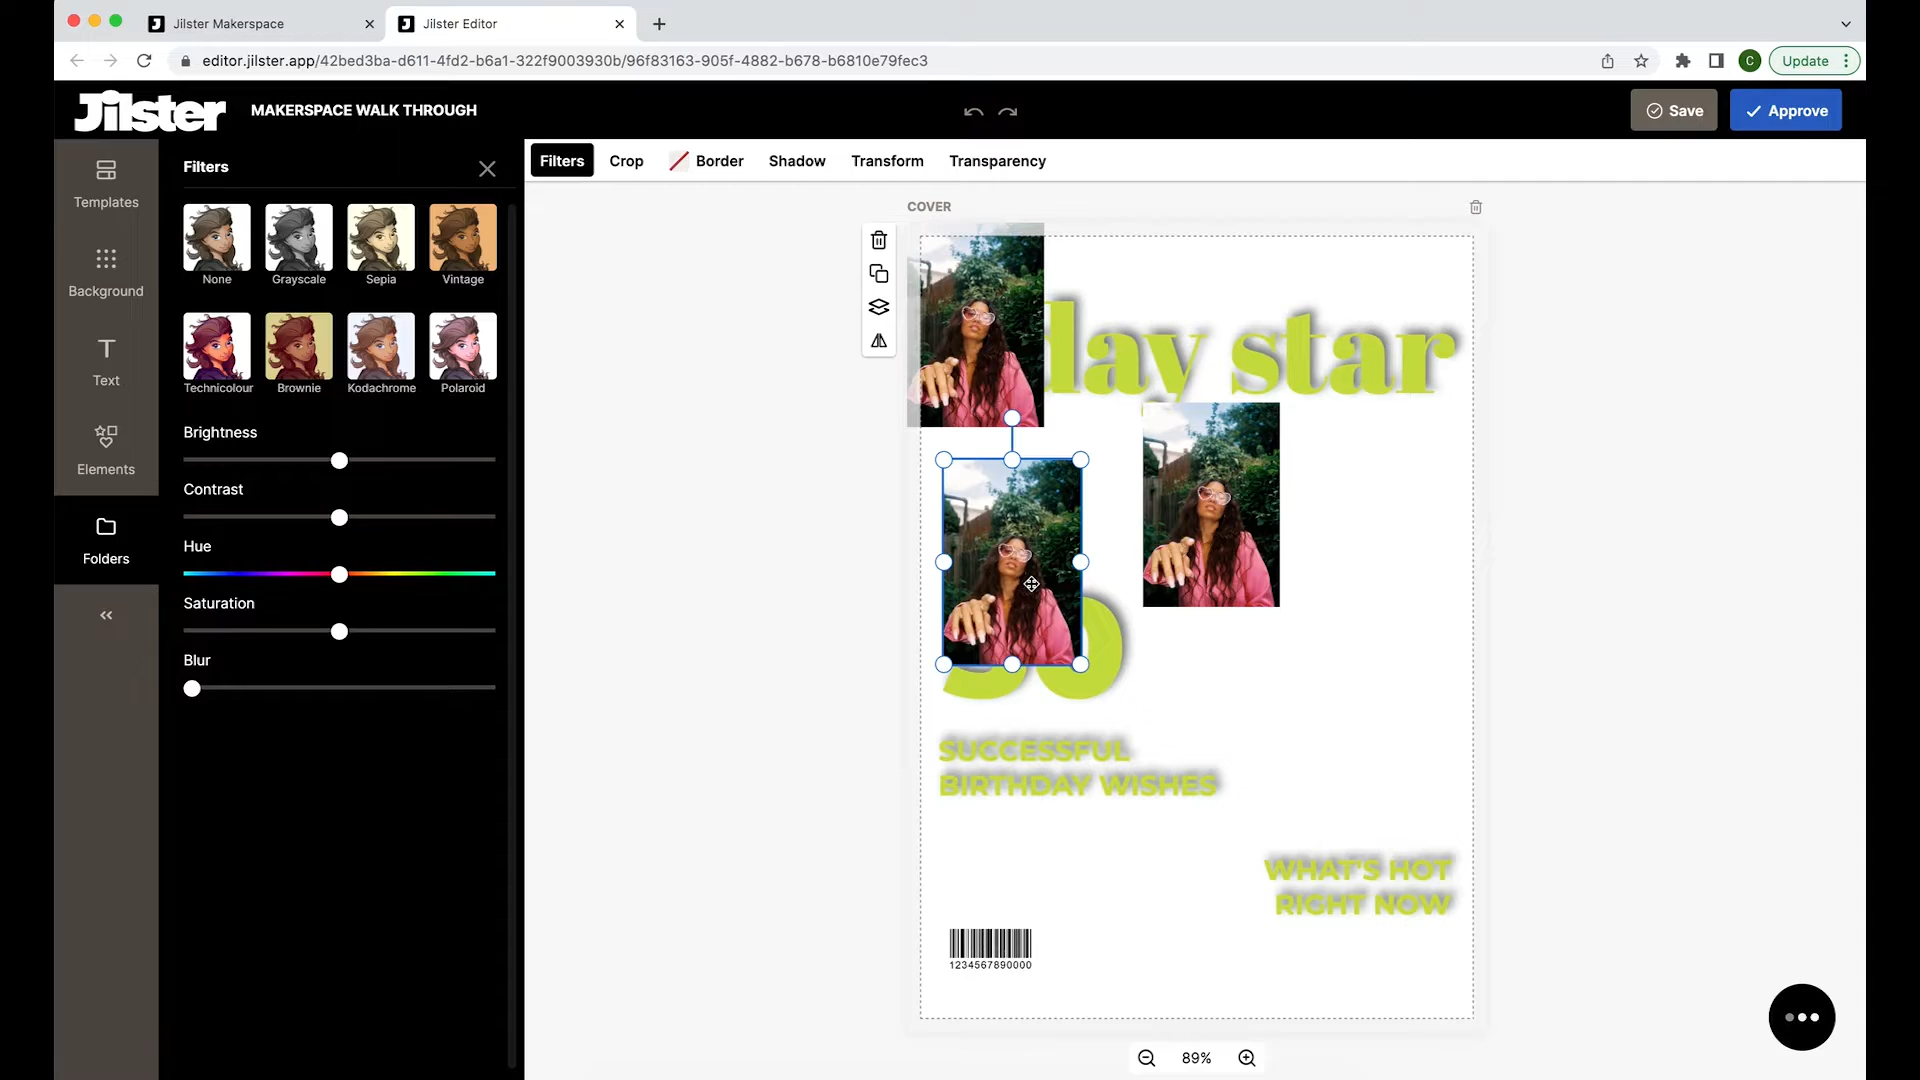 Jilster Makerspace
Jilster Editor
editor.jilster.app/42bed3ba-d611-4fd2-b6a1-322f9003930b/96f83163-905f-4882-b678-b6810e79fec3
C
Update
Jilster
MAKERSPACE WALK THROUGH
Save
Approve
Templates
Background
Text
Elements
Folders
Filters
None
Grayscale
Sepia
Vintage
Technicolour
Brownie
Kodachrome
Polaroid
Brightness
Contrast
Hue
Saturation
Blur
Filters
Crop
Border
Shadow
Transform
Transparency
COVER
day star
SUCCESSFUL
BIRTHDAY WISHES
WHAT'S HOT
RIGHT NOW
1234567890000
89%